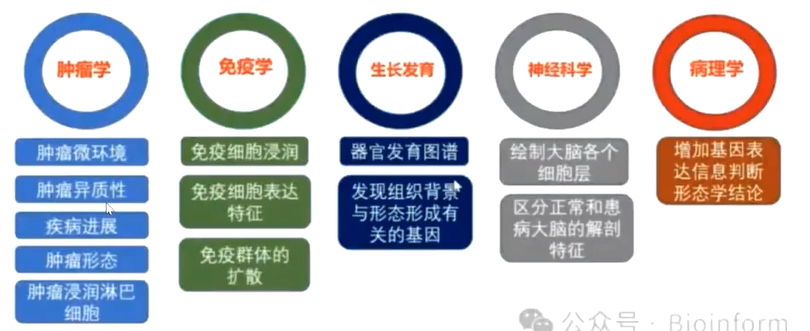 肿瘤学
肿瘤微环境
肿瘤异质性
疾病进展
肿瘤形态
肿瘤浸润淋巴
细胞
免疫学
免疫细胞浸润
免疫细胞表达
特征
免疫群体的
扩散
生长发育
器官发育图谱
发现组织背景
与形态形成有
关的基因
神经科学
绘制大脑各个
细胞层
区分正常和患
病大脑的解剖
特征
病理学
增加基因表
达信息判断
形态学结论
公众号 · Bioinform